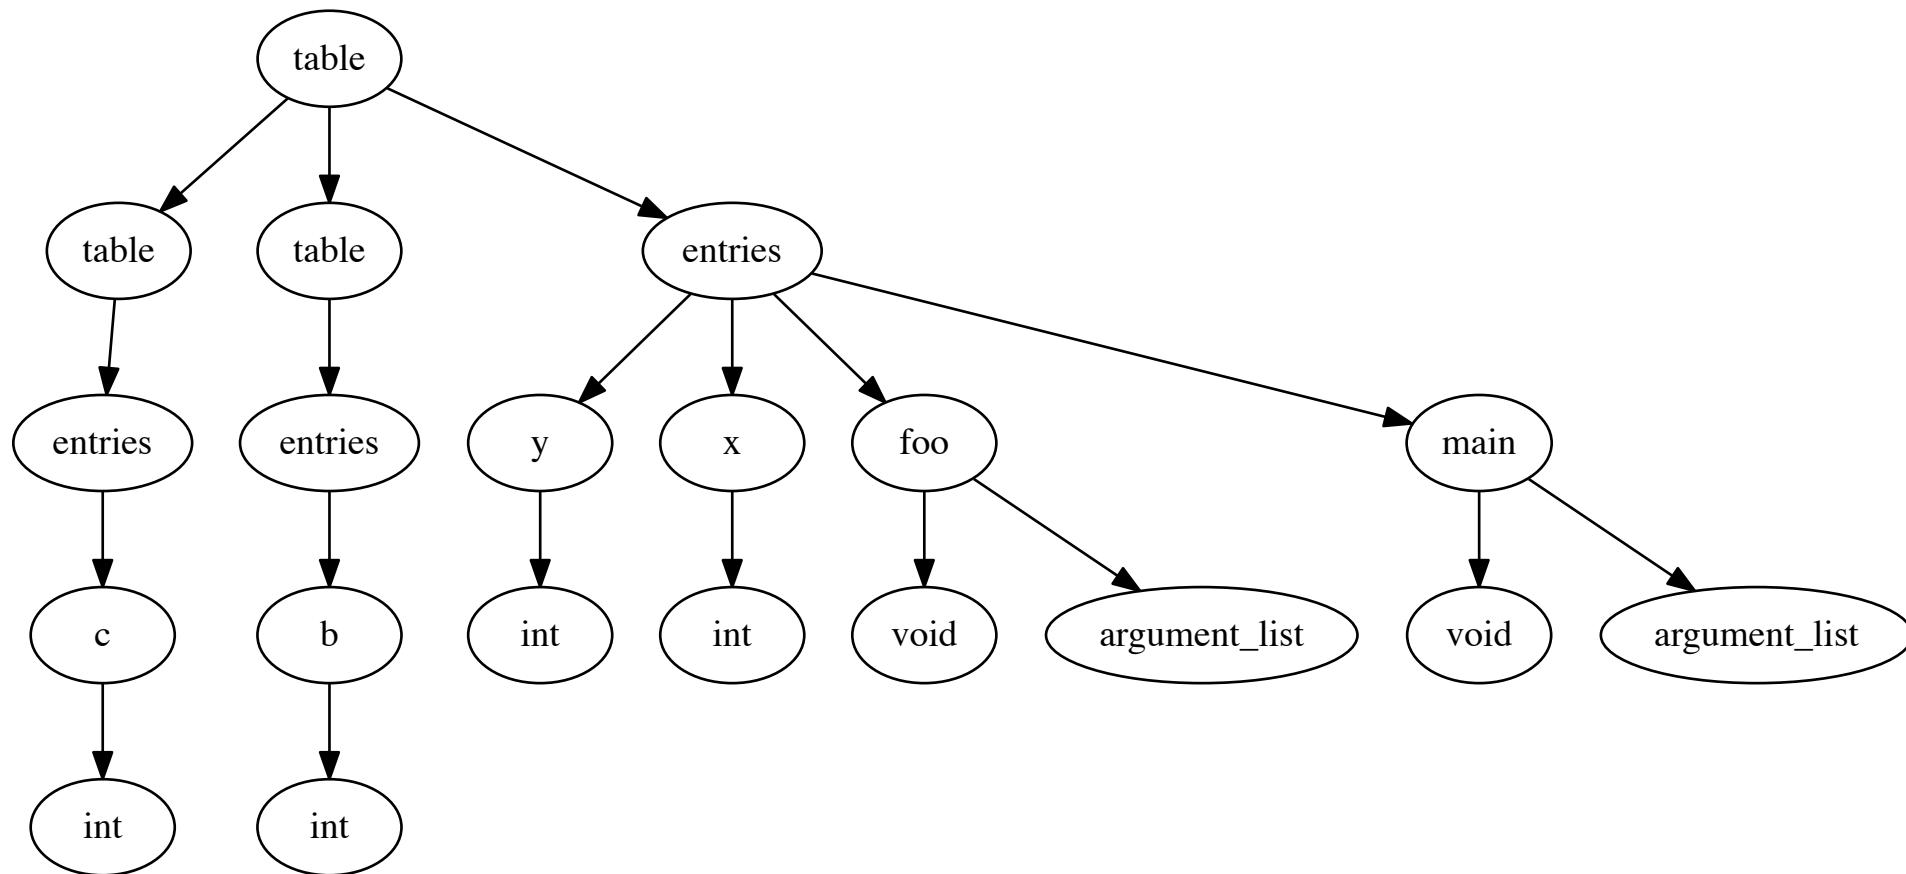 table
table
table
entries
entries
entries
y
x
foo
main
c
b
int
int
void
argument_list
void
argument_list
int
int